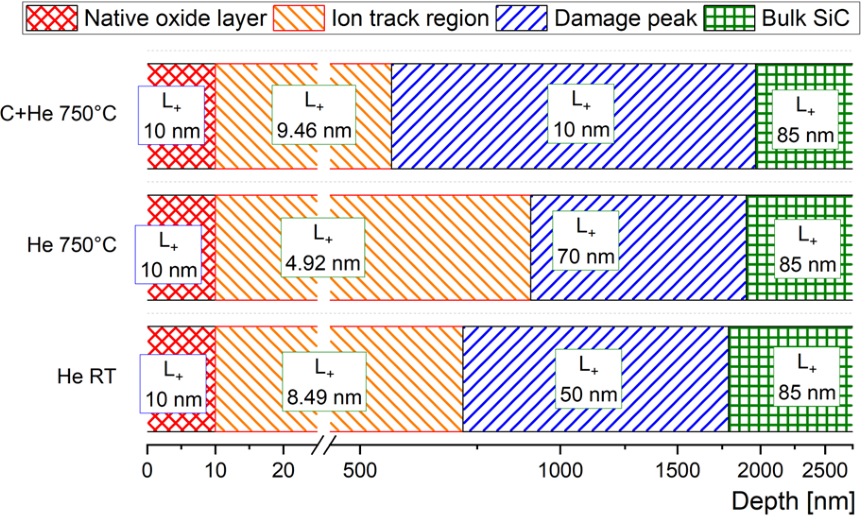 Native oxide layer Ion track region Damage peak Bulk SiC
C+He 750°C
L+
10 nm
L+
9.46 nm
L+
10 nm
L+
85 nm
He 750°C
L+
10 nm
L+
4.92 nm
L+
70 nm
L+
85 nm
He RT
L+
10 nm
L+
8.49 nm
L+
50 nm
L+
85 nm
0 10 20 500 1000 1500 2000 2500
Depth [nm]